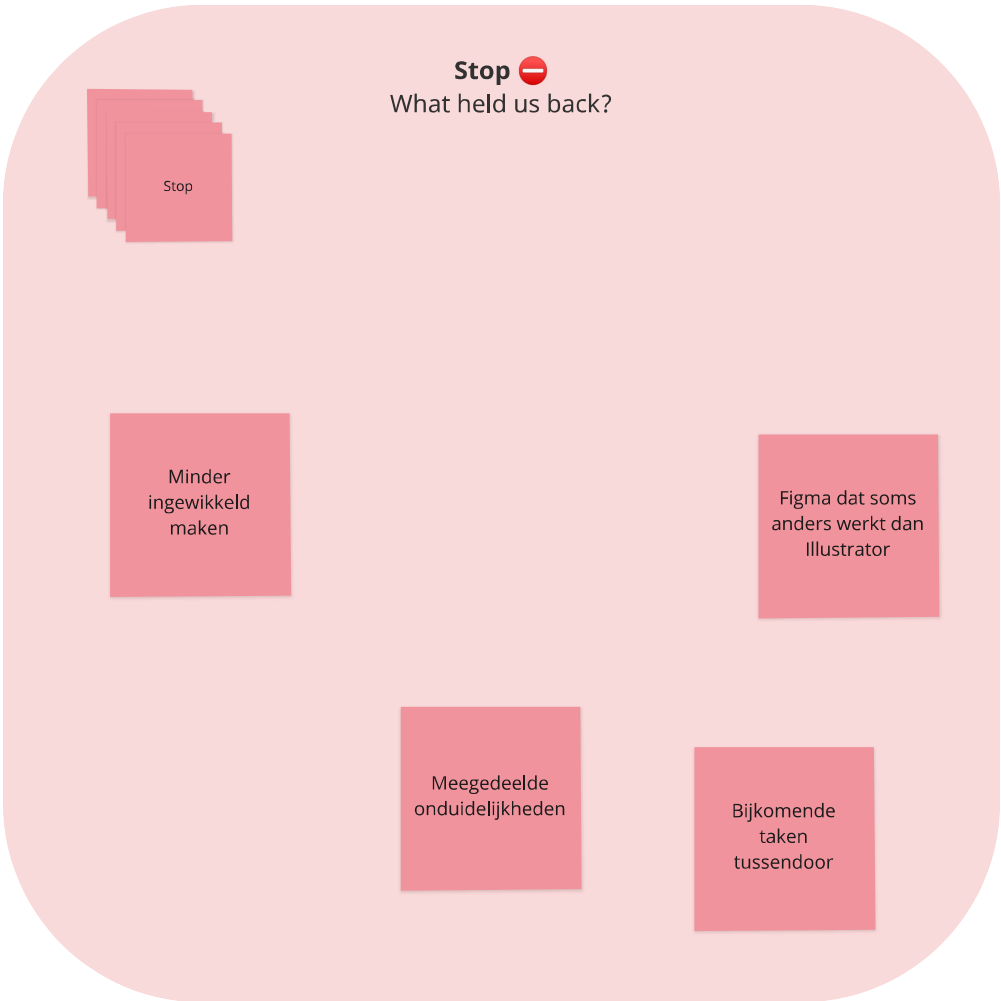 Stop ⛔
What held us back?
Stop
Minder
ingewikkeld
maken
Figma dat soms
anders werkt dan
Illustrator
Meegedeelde
onduidelijkheden
Bijkomende
taken
tussendoor